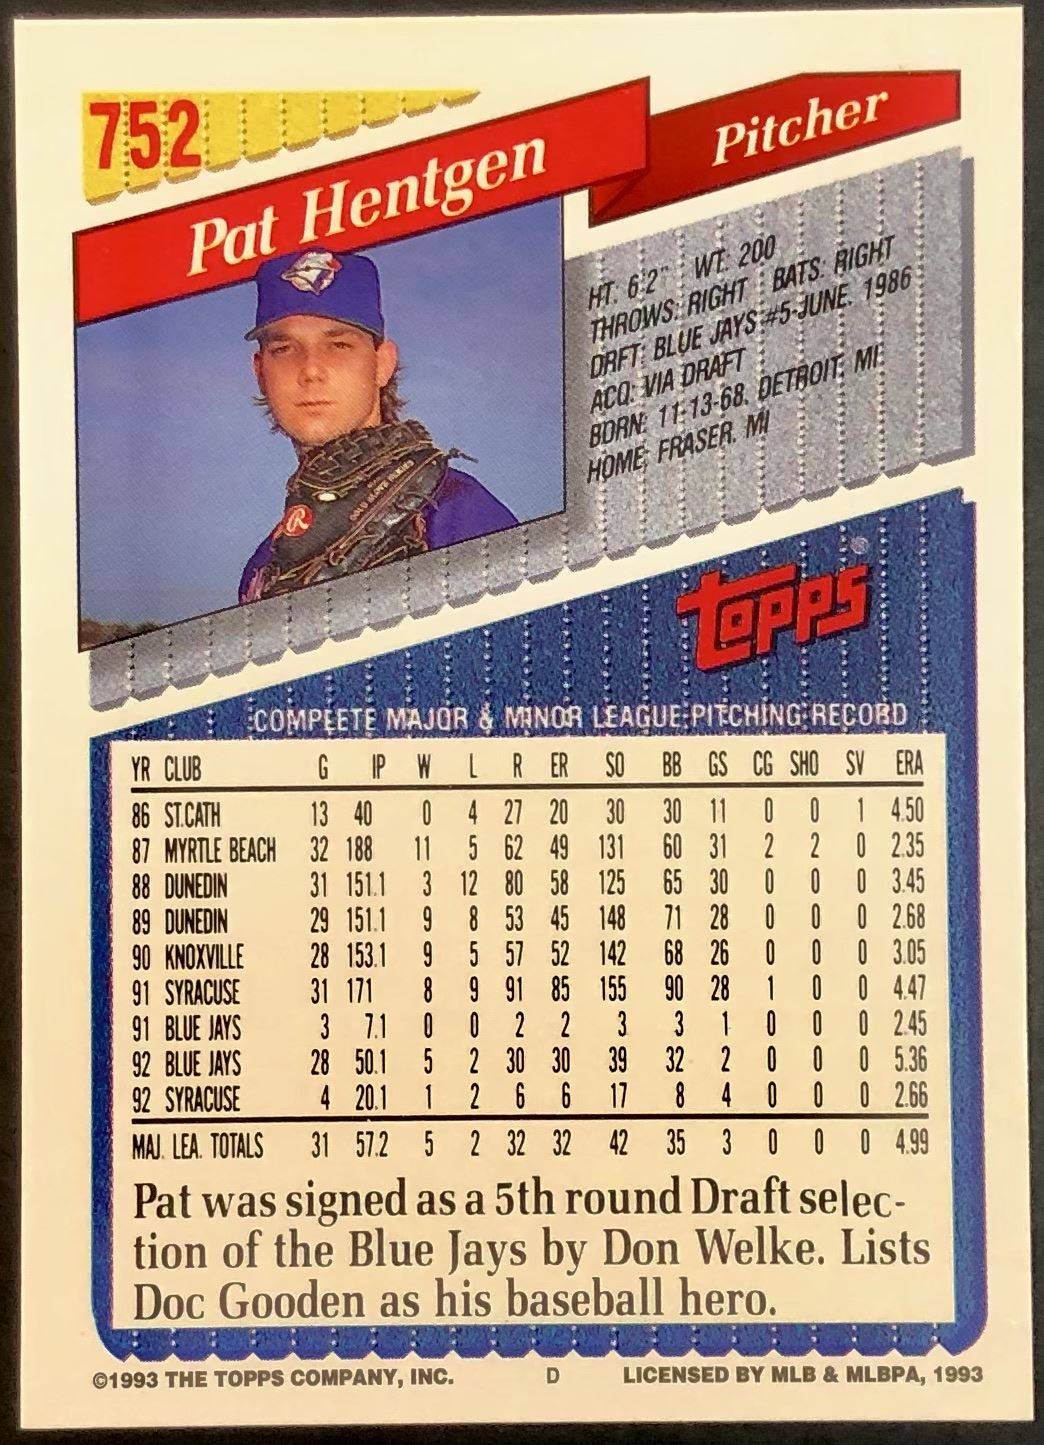 752
Pat Hentgen
Pitcher
HT: 6'2" WT: 200
THROWS: RIGHT BATS: RIGHT
DRFT: BLUE JAYS #5-JUNE, 1986
ACQ: VIA DRAFT
BORN: 11-13-68, DETROIT, MI
HOME: FRASER, MI
R
topps
COMPLETE MAJOR & MINOR LEAGUE PITCHING RECORD
YR CLUB G IP W L R ER SO BB GS CG SHO SV ERA
86 ST.CATH 13 40 0 4 27 20 30 30 11 0 0 1 4.50
87 MYRTLE BEACH 32 188 11 5 62 49 131 60 31 2 2 0 2.35
88 DUNEDIN 31 151.1 3 12 80 58 125 65 30 0 0 0 3.45
89 DUNEDIN 29 151.1 9 8 53 45 148 71 28 0 0 0 2.68
90 KNOXVILLE 28 153.1 9 5 57 52 142 68 26 0 0 0 3.05
91 SYRACUSE 31 171 8 9 91 85 155 90 28 1 0 0 4.47
91 BLUE JAYS 3 7.1 0 0 2 2 3 3 1 0 0 0 2.45
92 BLUE JAYS 28 50.1 5 2 30 30 39 32 2 0 0 0 5.36
92 SYRACUSE 4 20.1 1 2 6 6 17 8 4 0 0 0 2.66
MAJ. LEA. TOTALS 31 57.2 5 2 32 32 42 35 3 0 0 0 4.99
Pat was signed as a 5th round Draft selec-
tion of the Blue Jays by Don Welke. Lists
Doc Gooden as his baseball hero.
©1993 THE TOPPS COMPANY, INC. D LICENSED BY MLB & MLBPA, 1993